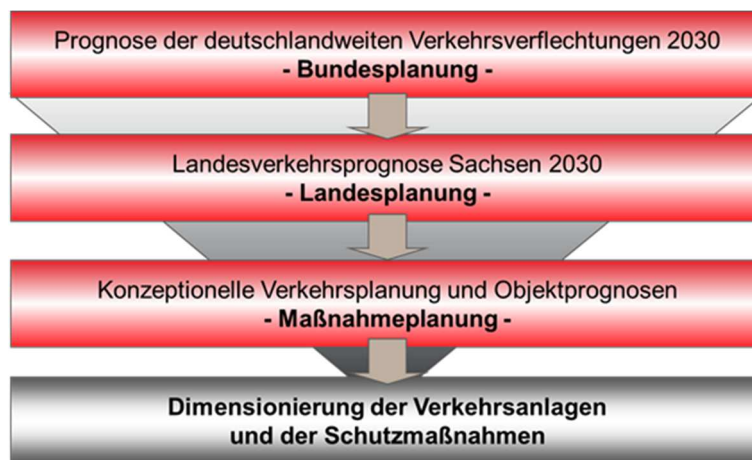 Prognose der deutschlandweiten Verkehrsverflechtungen 2030
- Bundesplanung -
Landesverkehrsprognose Sachsen 2030
- Landesplanung -
Konzeptionelle Verkehrsplanung und Objektprognosen
- Maßnahmeplanung -
Dimensionierung der Verkehrsanlagen
und der Schutzmaßnahmen